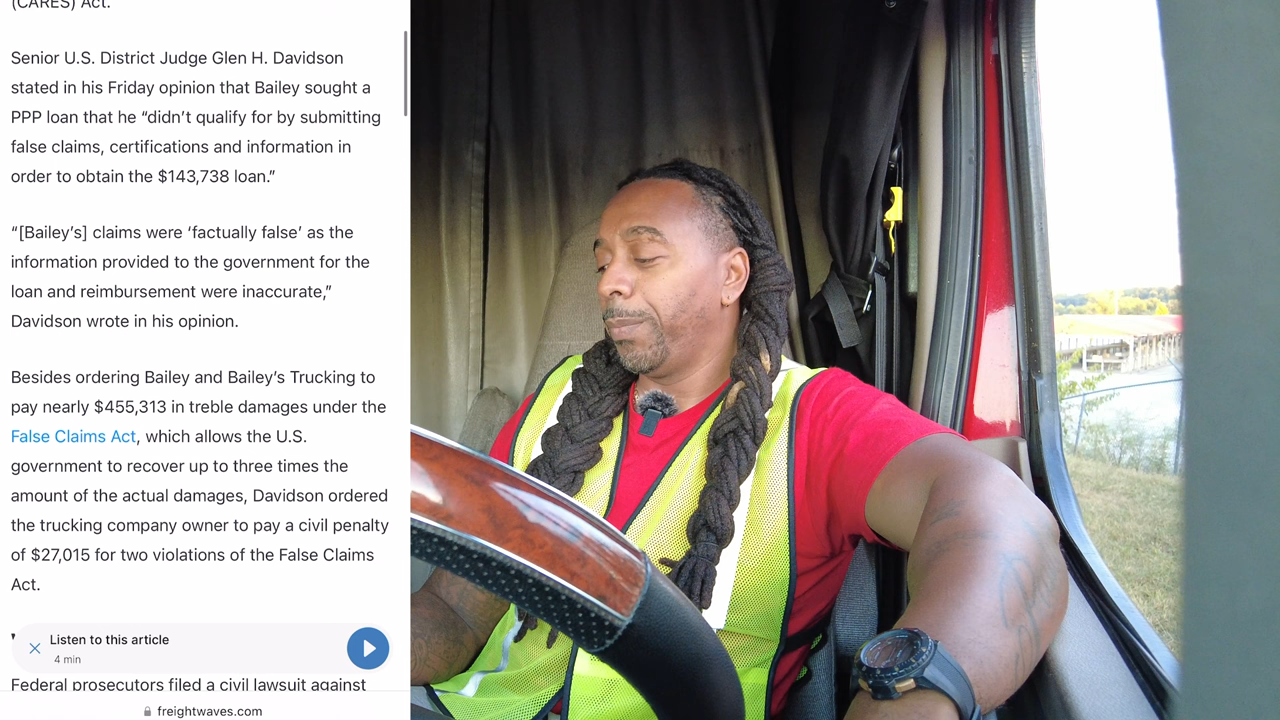 (CARES) Act.
Senior U.S. District Judge Glen H. Davidson
stated in his Friday opinion that Bailey sought a
PPP loan that he “didn’t qualify for by submitting
false claims, certifications and information in
order to obtain the $143,738 loan.”
“[Bailey’s] claims were ‘factually false’ as the
information provided to the government for the
loan and reimbursement were inaccurate,”
Davidson wrote in his opinion.
Besides ordering Bailey and Bailey’s Trucking to
pay nearly $455,313 in treble damages under the
False Claims Act, which allows the U.S.
government to recover up to three times the
amount of the actual damages, Davidson ordered
the trucking company owner to pay a civil penalty
of $27,015 for two violations of the False Claims
Act.
Listen to this article
4 min
Federal prosecutors filed a civil lawsuit against
freightwaves.com